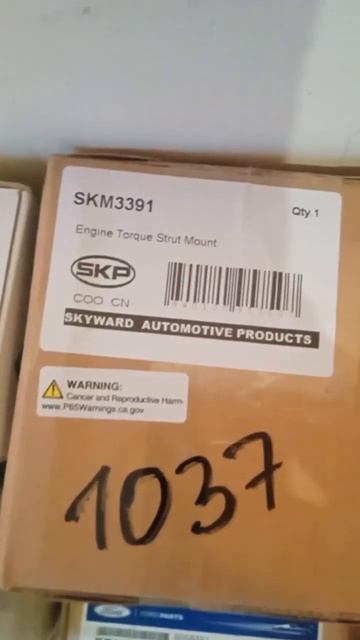 SKM3391
Qty 1
Engine Torque Strut Mount
SKP
COO CN
SKYWARD AUTOMOTIVE PRODUCTS
WARNING:
Cancer and Reproductive Harm
www.P65Warnings.ca.gov
1037
Ford